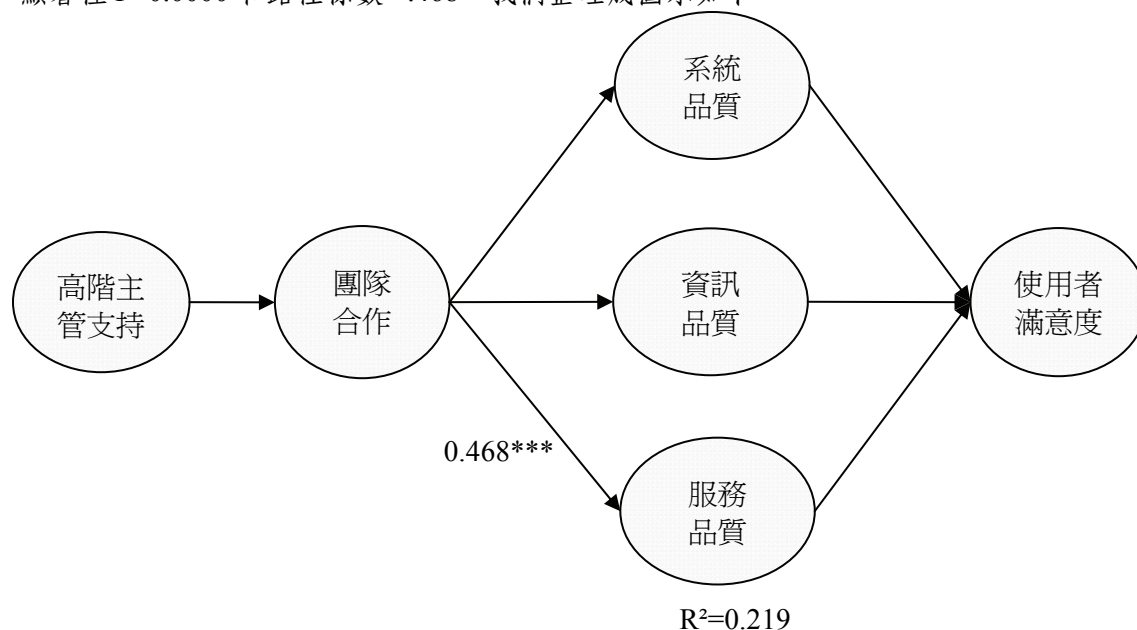 系統
品質
高階主
管支持
團隊
合作
資訊
品質
使用者
滿意度
0.468***
服務
品質
R²=0.219